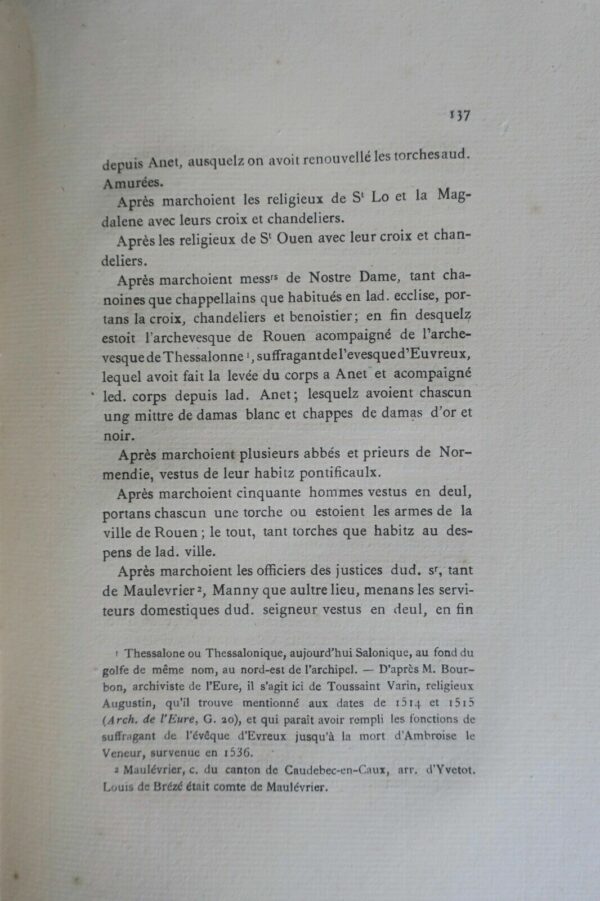 137
depuis Anet, ausquelz on avoit renouvellé les torches aud.
Amurées.
Après marchoient les religieux de Sᵗ Lo et la Mag-
dalene avec leurs croix et chandeliers.
Après les religieux de Sᵗ Ouen avec leur croix et chan-
deliers.
Après marchoient messʳˢ de Nostre Dame, tant cha-
noines que chappellains que habitués en lad. ecclise, por-
tans la croix, chandeliers et benoistier; en fin desquelz
estoit l'archevesque de Rouen acompaigné de l'arche-
vesque de Thessalonne ¹, suffragant de l'evesque d'Euvreux,
lequel avoit fait la levée du corps a Anet et acompaigné
led. corps depuis lad. Anet; lesquelz avoient chascun
ung mittre de damas blanc et chappes de damas d'or et
noir.
Après marchoient plusieurs abbés et prieurs de Nor-
mendie, vestus de leur habitz pontificaulx.
Après marchoient cinquante hommes vestus en deul,
portans chascun une torche ou estoient les armes de la
ville de Rouen; le tout, tant torches que habitz au des-
pens de lad. ville.
Après marchoient les officiers des justices dud. sʳ, tant
de Maulevrier ², Manny que aultre lieu, menans les servi-
teurs domestiques dud. seigneur vestus en deul, en fin
¹ Thessalone ou Thessalonique, aujourd'hui Salonique, au fond du
golfe de même nom, au nord-est de l'archipel. — D'après M. Bour-
bon, archiviste de l'Eure, il s'agit ici de Toussaint Varin, religieux
Augustin, qu'il trouve mentionné aux dates de 1514 et 1515
(Arch. de l'Eure, G. 20), et qui paraît avoir rempli les fonctions de
suffragant de l'évêque d'Evreux jusqu'à la mort d'Ambroise le
Veneur, survenue en 1536.
² Maulévrier, c. du canton de Caudebec-en-Caux, arr. d'Yvetot.
Louis de Brézé était comte de Maulévrier.